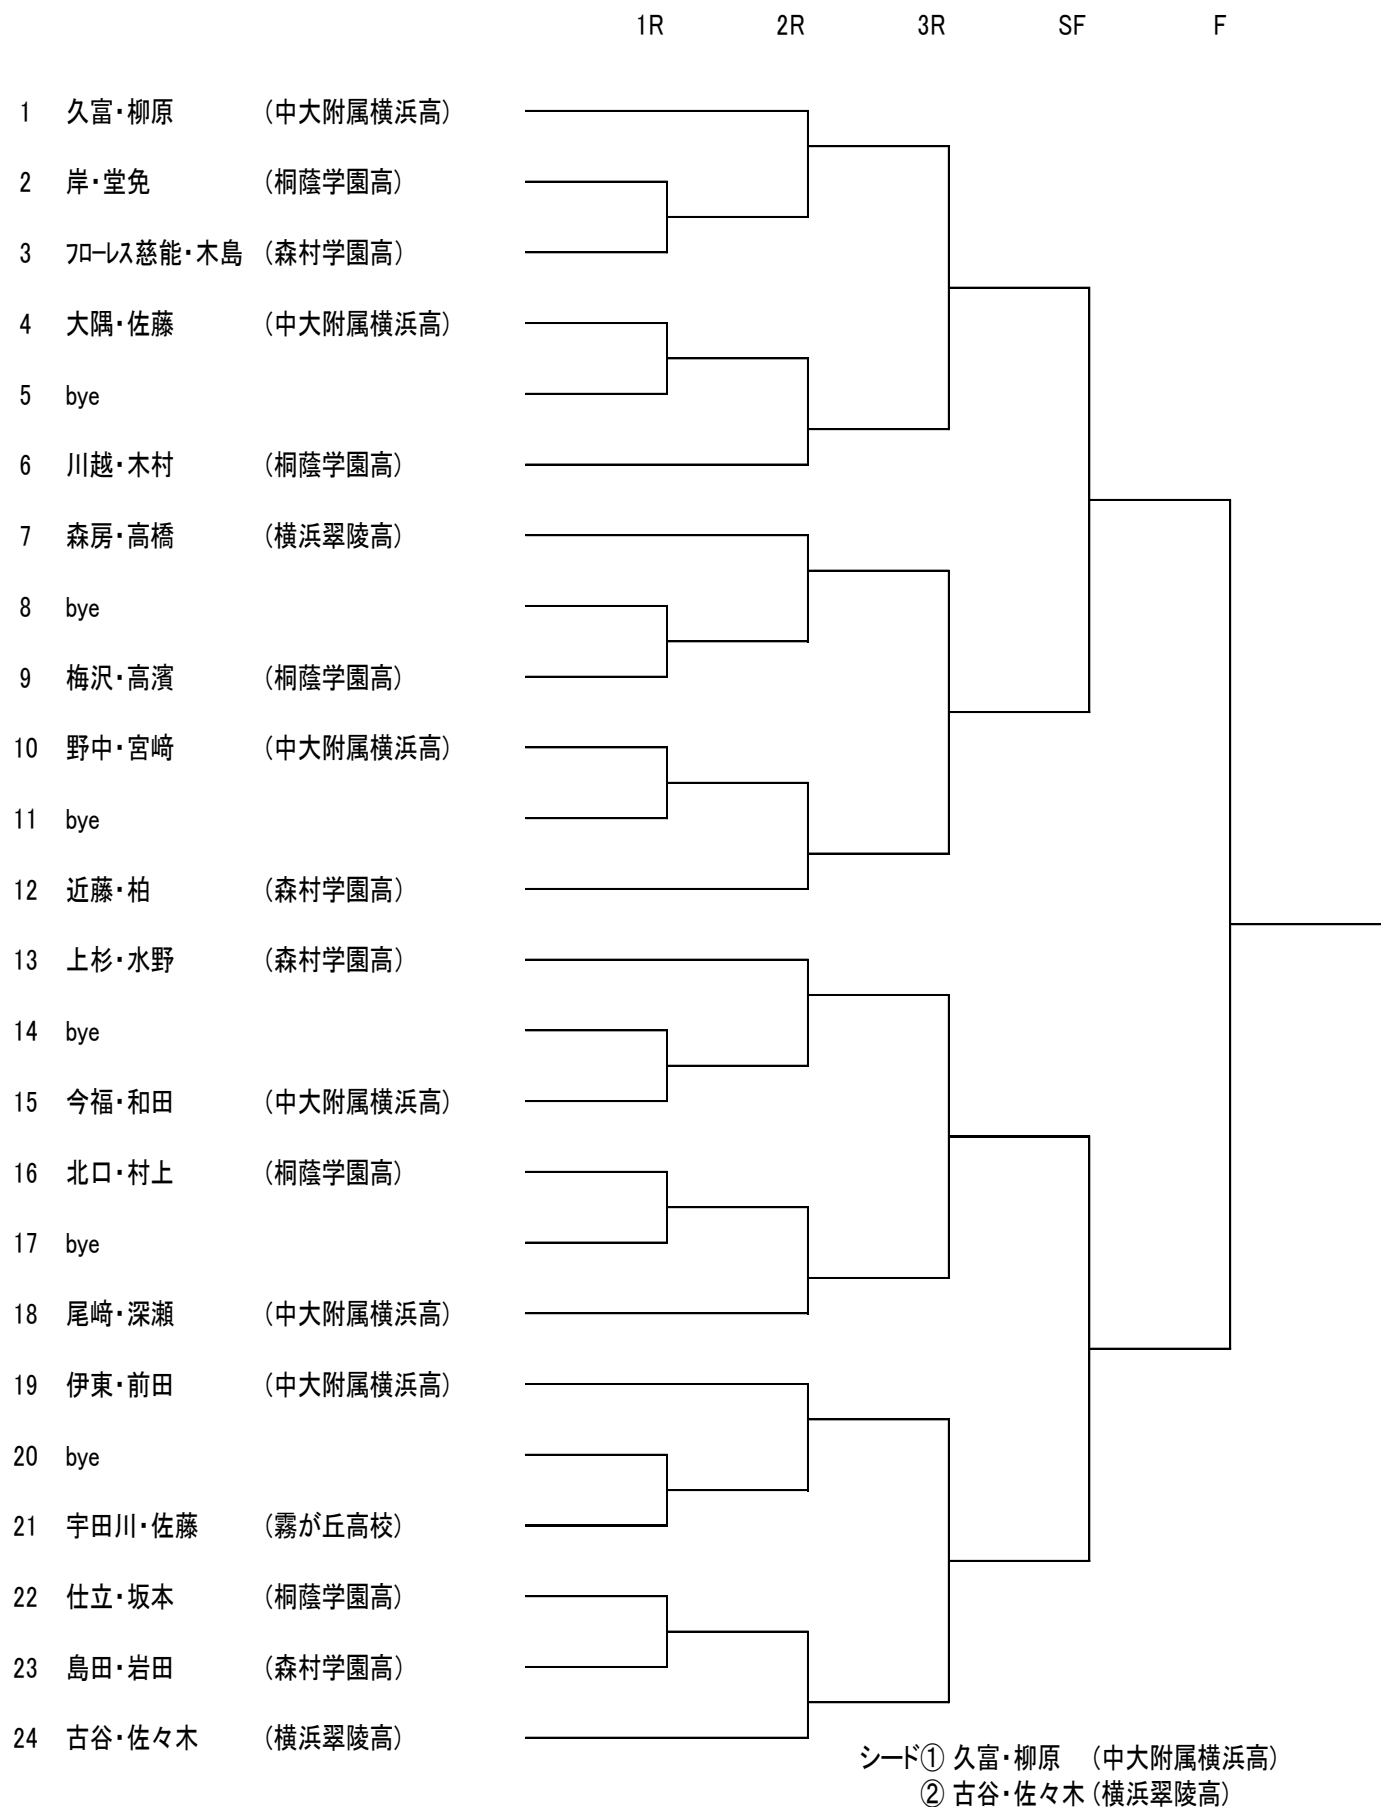 1R 2R 3R SF F
1 久富・柳原 (中大附属横浜高)
2 岸・堂免 (桐蔭学園高)
3 ﾌﾛｰﾚｽ慈能・木島 (森村学園高)
4 大隅・佐藤 (中大附属横浜高)
5 bye
6 川越・木村 (桐蔭学園高)
7 森房・高橋 (横浜翠陵高)
8 bye
9 梅沢・高濱 (桐蔭学園高)
10 野中・宮﨑 (中大附属横浜高)
11 bye
12 近藤・柏 (森村学園高)
13 上杉・水野 (森村学園高)
14 bye
15 今福・和田 (中大附属横浜高)
16 北口・村上 (桐蔭学園高)
17 bye
18 尾﨑・深瀬 (中大附属横浜高)
19 伊東・前田 (中大附属横浜高)
20 bye
21 宇田川・佐藤 (霧が丘高校)
22 仕立・坂本 (桐蔭学園高)
23 島田・岩田 (森村学園高)
24 古谷・佐々木 (横浜翠陵高)
シード① 久富・柳原 (中大附属横浜高)
② 古谷・佐々木 (横浜翠陵高)